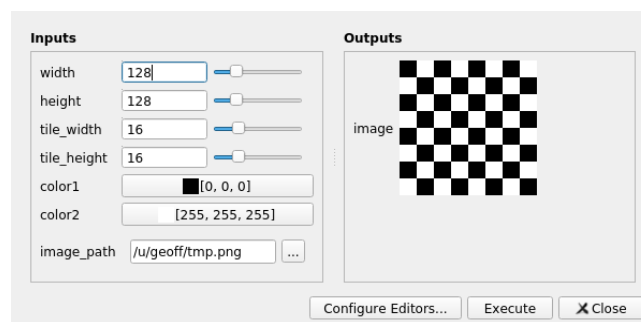 Inputs
width 128
height 128
tile_width 16
tile_height 16
color1 [0, 0, 0]
color2 [255, 255, 255]
image_path /u/geoff/tmp.png ...
Outputs
image
Configure Editors... Execute Close